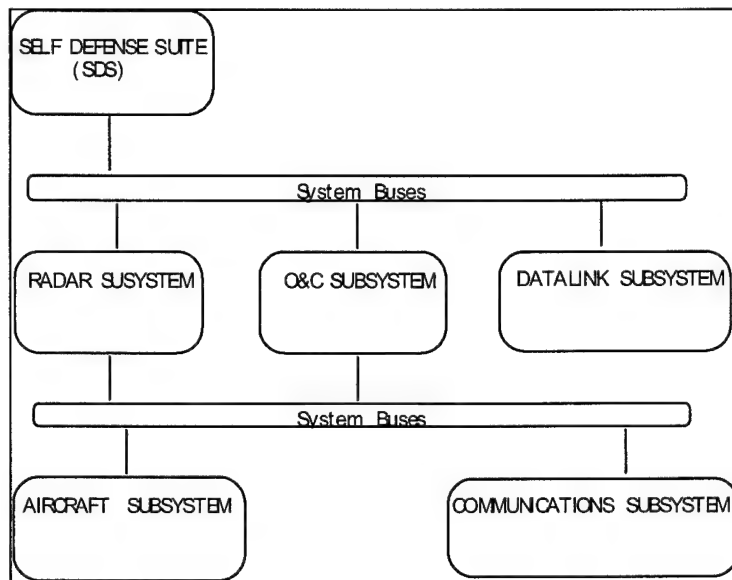 SELF DEFENSE SUITE
(SDS)
System Buses
RADAR SUSYSTEM
O&C SUBSYSTEM
DATALINK SUBSYSTEM
System Buses
AIRCRAFT SUBSYSTEM
COMMUNICATIONS SUBSYSTEM